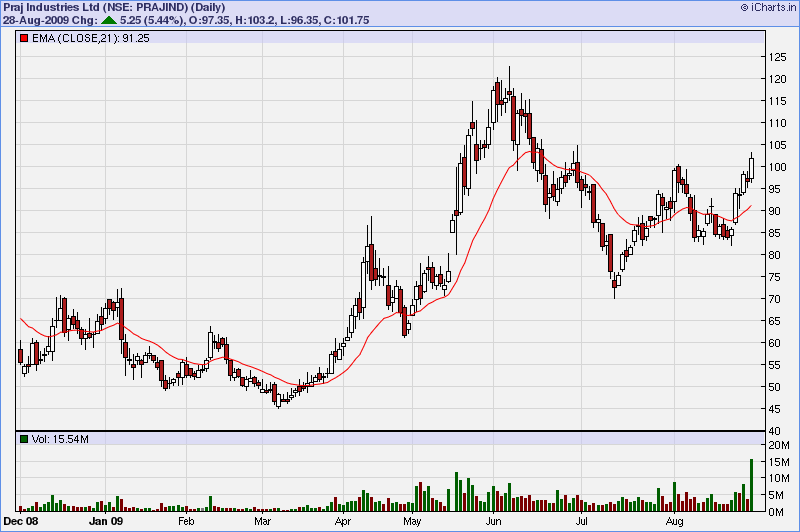 Praj Industries Ltd (NSE: PRAJIND) (Daily) © iCharts.in
28-Aug-2009 Chg: 5.25 (5.44%), O:97.35, H:103.2, L:96.35, C:101.75
EMA (CLOSE,21): 91.25
125
120
115
110
105
100
95
90
85
80
75
70
65
60
55
50
45
40
Vol: 15.54M
20M
15M
10M
5M
0M
Dec 08 Jan 09 Feb Mar Apr May Jun Jul Aug